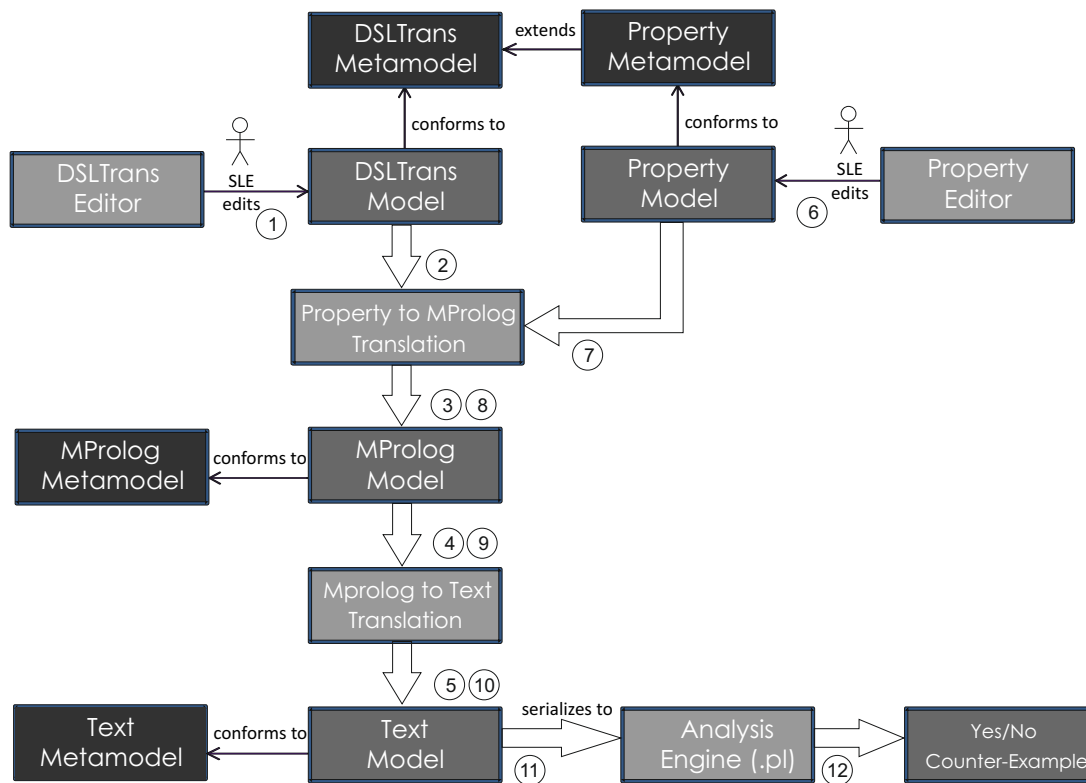 DSLTrans
Metamodel
extends
Property
Metamodel
conforms to
conforms to
DSLTrans
Editor
SLE
edits
1
DSLTrans
Model
Property
Model
SLE
edits
6
Property
Editor
2
Property to MProlog
Translation
7
3 8
MProlog
Metamodel
conforms to
MProlog
Model
4 9
Mprolog to Text
Translation
5 10
Text
Metamodel
conforms to
Text
Model
serializes to
11
Analysis
Engine (.pl)
12
Yes/No
Counter-Example